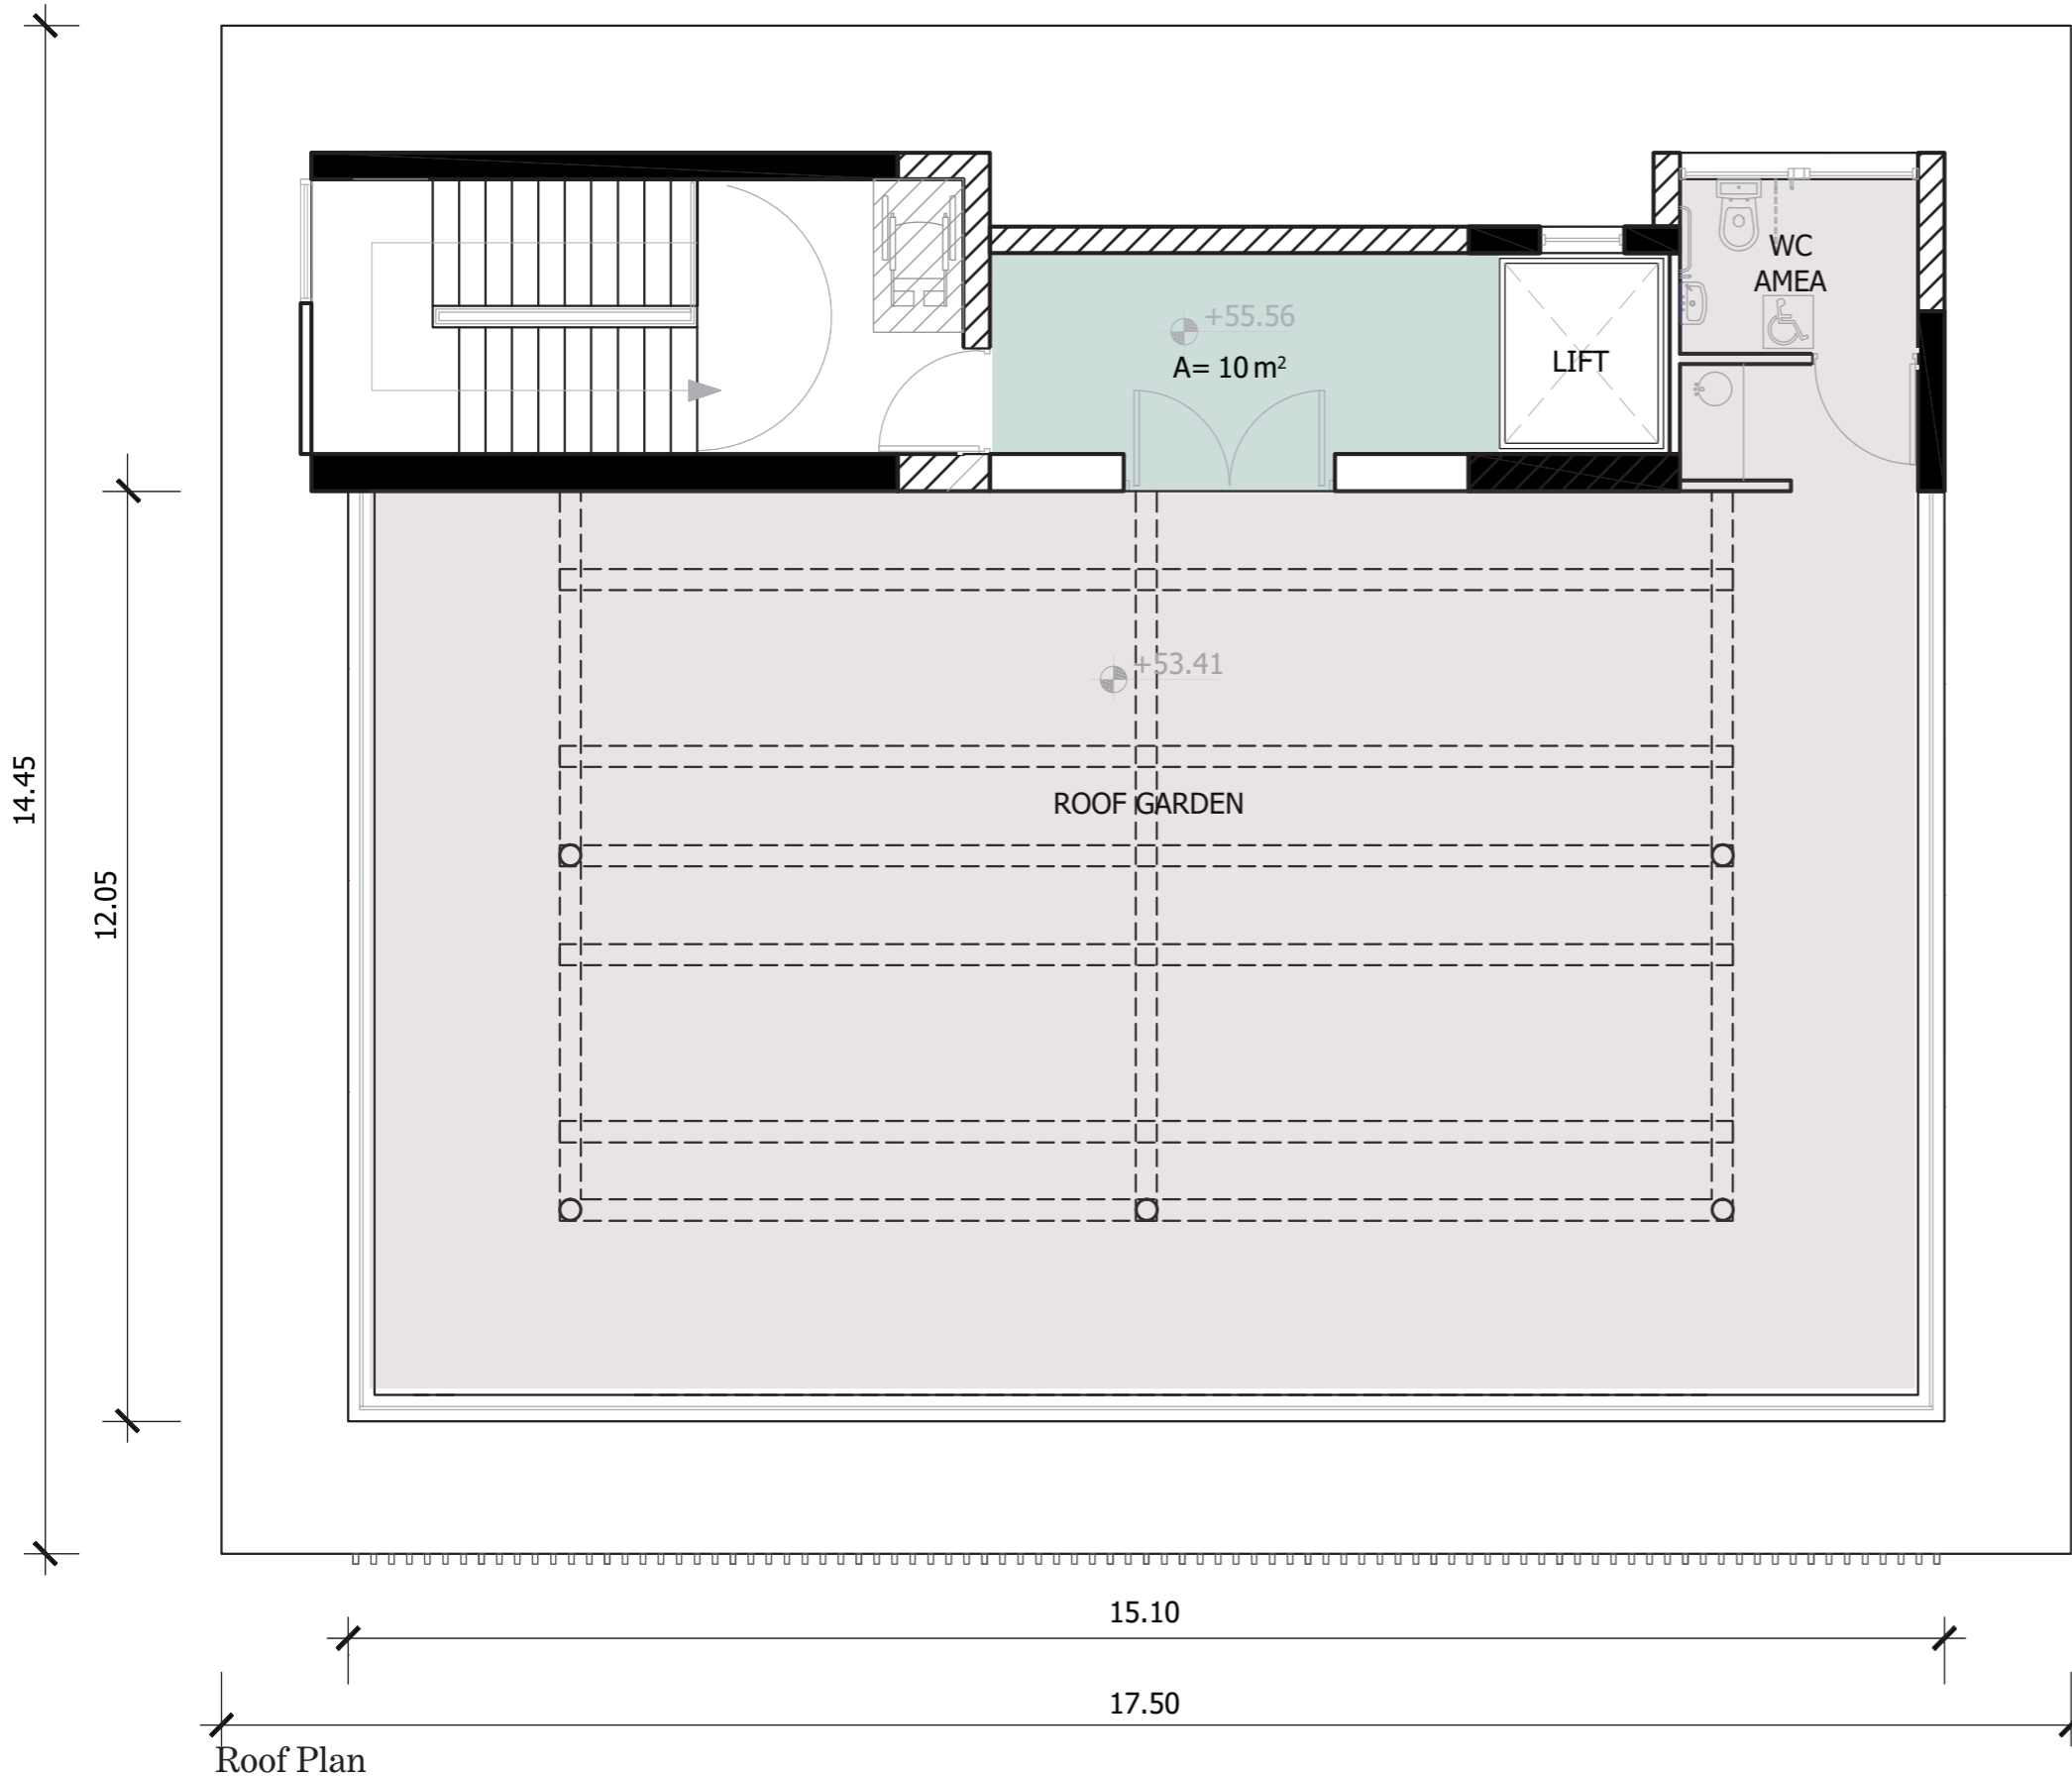 WC
AMEA
+55.56
A= 10 m²
LIFT
+53.41
ROOF GARDEN
14.45
12.05
15.10
17.50
Roof Plan